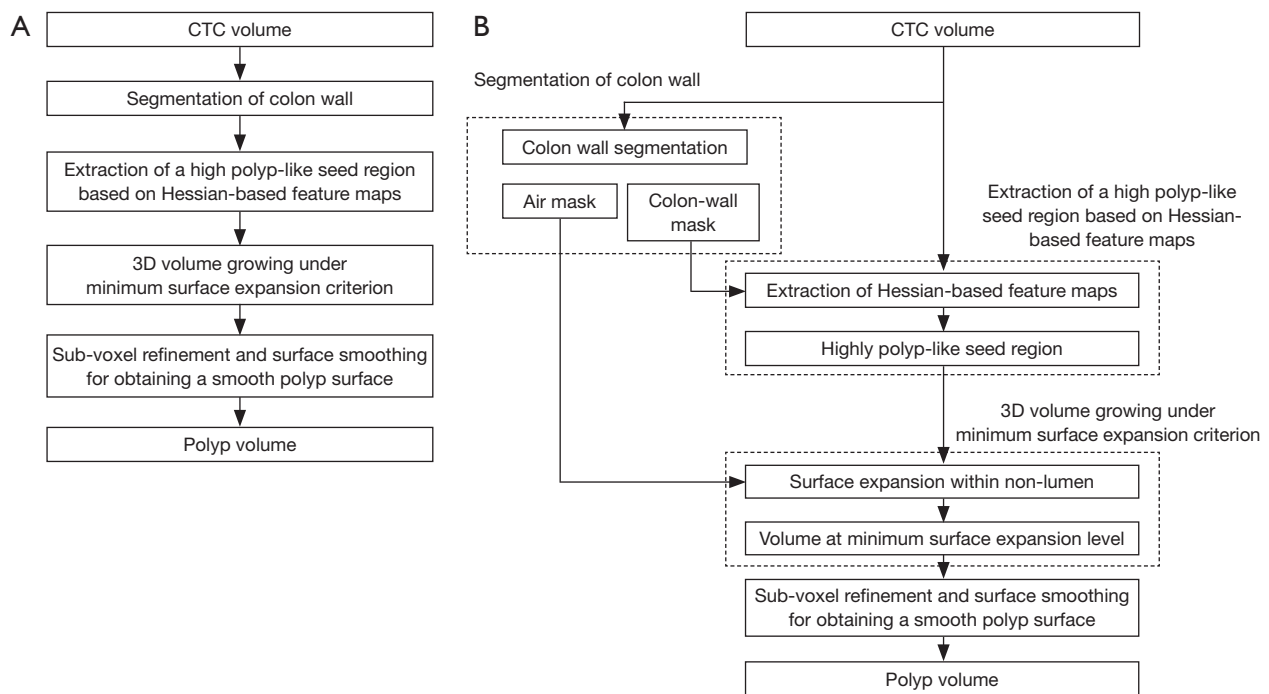 A
CTC volume
Segmentation of colon wall
Extraction of a high polyp-like seed region
based on Hessian-based feature maps
3D volume growing under
minimum surface expansion criterion
Sub-voxel refinement and surface smoothing
for obtaining a smooth polyp surface
Polyp volume
B
CTC volume
Segmentation of colon wall
Colon wall segmentation
Air mask
Colon-wall
mask
Extraction of a high polyp-like
seed region based on Hessian-
based feature maps
Extraction of Hessian-based feature maps
Highly polyp-like seed region
3D volume growing under
minimum surface expansion criterion
Surface expansion within non-lumen
Volume at minimum surface expansion level
Sub-voxel refinement and surface smoothing
for obtaining a smooth polyp surface
Polyp volume